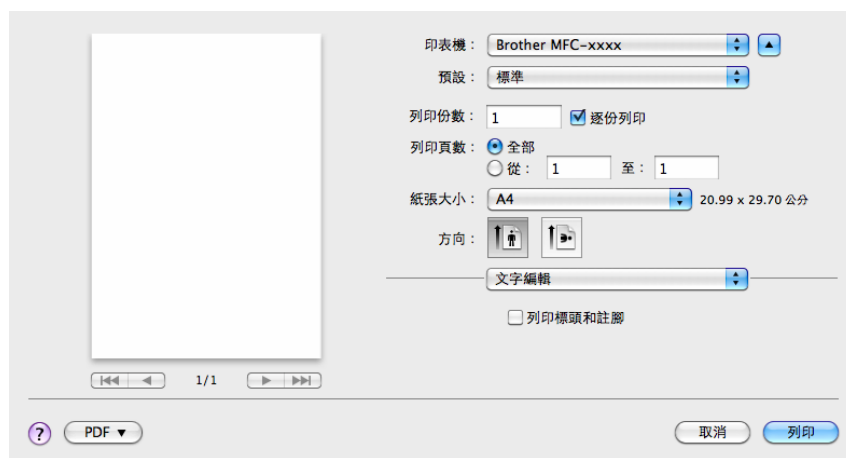 印表機： Brother MFC-xxxx
預設： 標準
列印份數： 1 逐份列印
列印頁數： 全部
從： 1 至： 1
紙張大小： A4 20.99 x 29.70 公分
方向：
文字編輯
列印標頭和註腳
1/1
? PDF ▼ 取消 列印